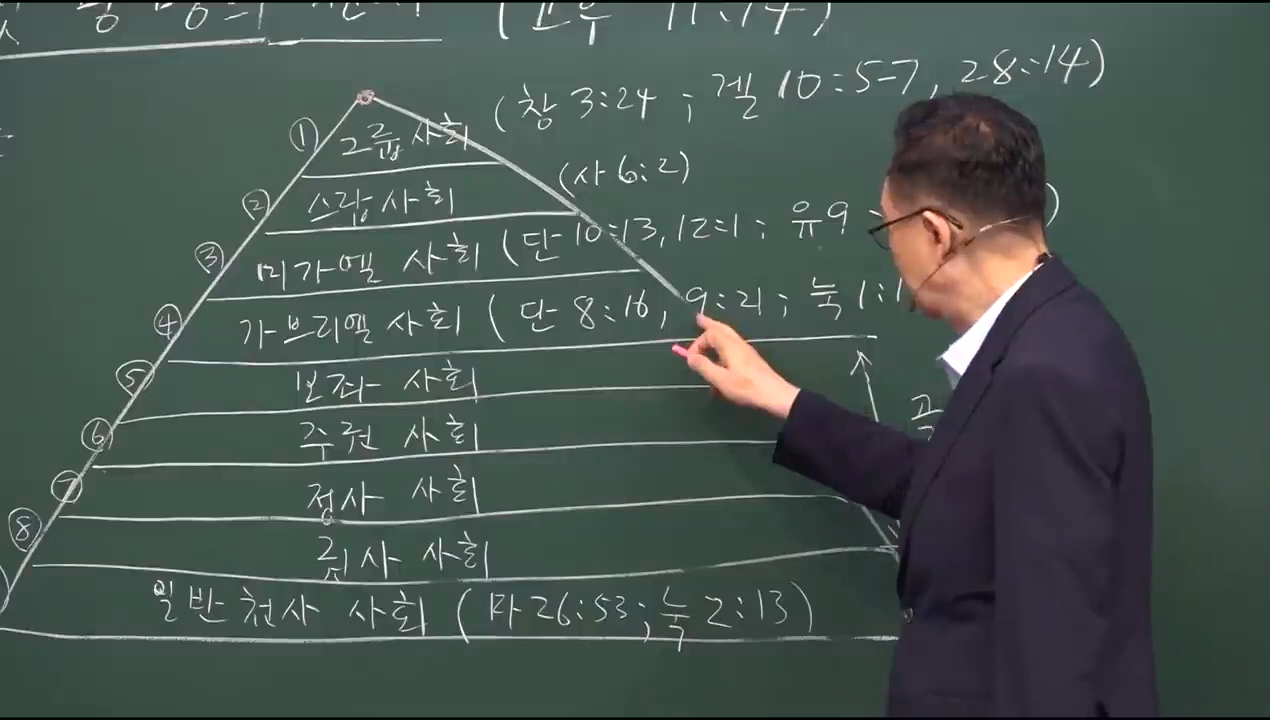 (고후 11:14)
① 그룹 사회 (창 3:24 ; 겔 10:5-7, 28:14)
② 스랍 사회 (사 6:2)
③ 미가엘 사회 (단 10:13, 12:1 ; 유 9
④ 가브리엘 사회 (단 8:16, 9:21 ; 눅 1:1
⑤ 보좌 사회
⑥ 주권 사회
⑦ 정사 사회
⑧ 집사 사회
일반천사 사회 (마 26:53 ; 눅 2:13)